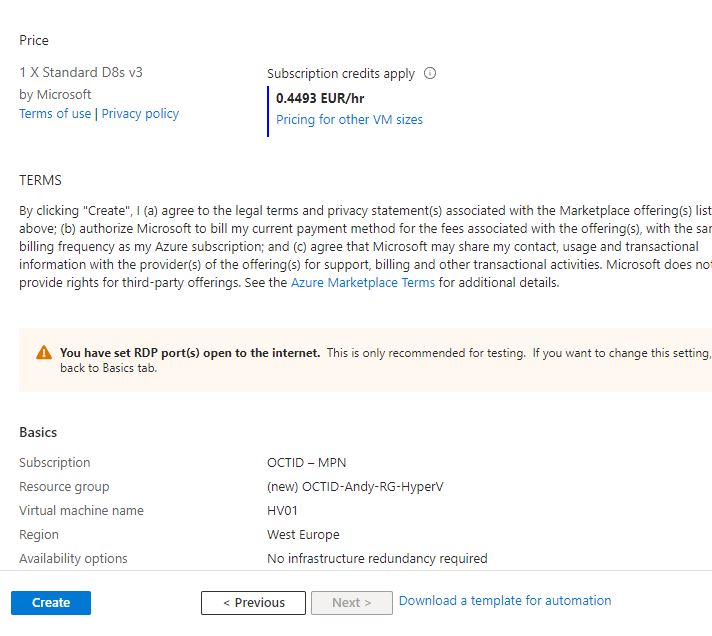 Price
1 X Standard D8s v3
by Microsoft
Terms of use | Privacy policy
Subscription credits apply
0.4493 EUR/hr
Pricing for other VM sizes
TERMS
By clicking "Create", I (a) agree to the legal terms and privacy statement(s) associated with the Marketplace offering(s) list
above; (b) authorize Microsoft to bill my current payment method for the fees associated with the offering(s), with the sam
billing frequency as my Azure subscription; and (c) agree that Microsoft may share my contact, usage and transactional
information with the provider(s) of the offering(s) for support, billing and other transactional activities. Microsoft does not
provide rights for third-party offerings. See the Azure Marketplace Terms for additional details.
You have set RDP port(s) open to the internet. This is only recommended for testing. If you want to change this setting,
back to Basics tab.
Basics
Subscription OCTID – MPN
Resource group (new) OCTID-Andy-RG-HyperV
Virtual machine name HV01
Region West Europe
Availability options No infrastructure redundancy required
Create < Previous Next > Download a template for automation